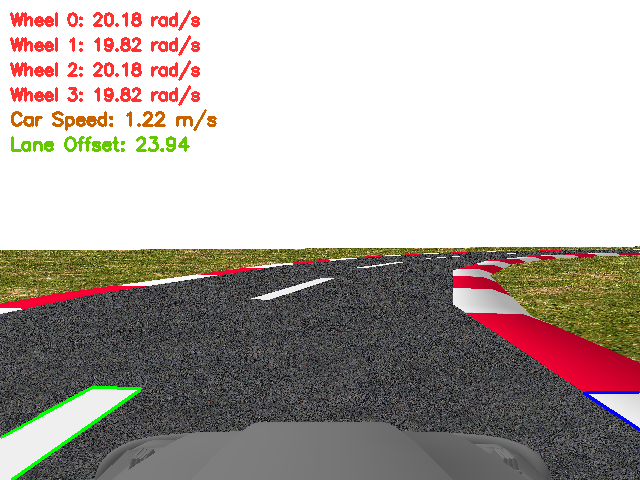 Wheel 0: 20.18 rad/s
Wheel 1: 19.82 rad/s
Wheel 2: 20.18 rad/s
Wheel 3: 19.82 rad/s
Car Speed: 1.22 m/s
Lane Offset: 23.94